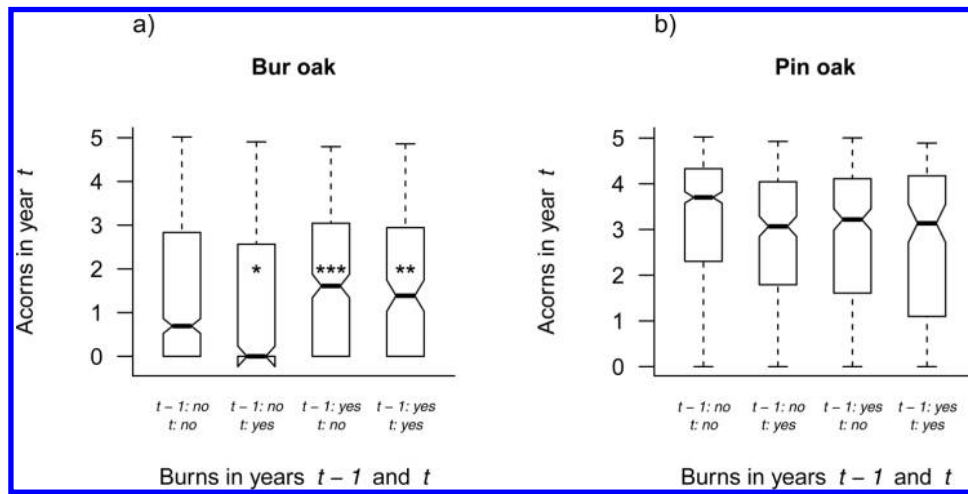 a)
Bur oak
Acorns in year t
5
4
3
2
1
0
*
***
**
t – 1: no
t: no
t – 1: no
t: yes
t – 1: yes
t: no
t – 1: yes
t: yes
Burns in years t – 1 and t
b)
Pin oak
Acorns in year t
5
4
3
2
1
0
t – 1: no
t: no
t – 1: no
t: yes
t – 1: yes
t: no
t – 1: yes
t: yes
Burns in years t – 1 and t